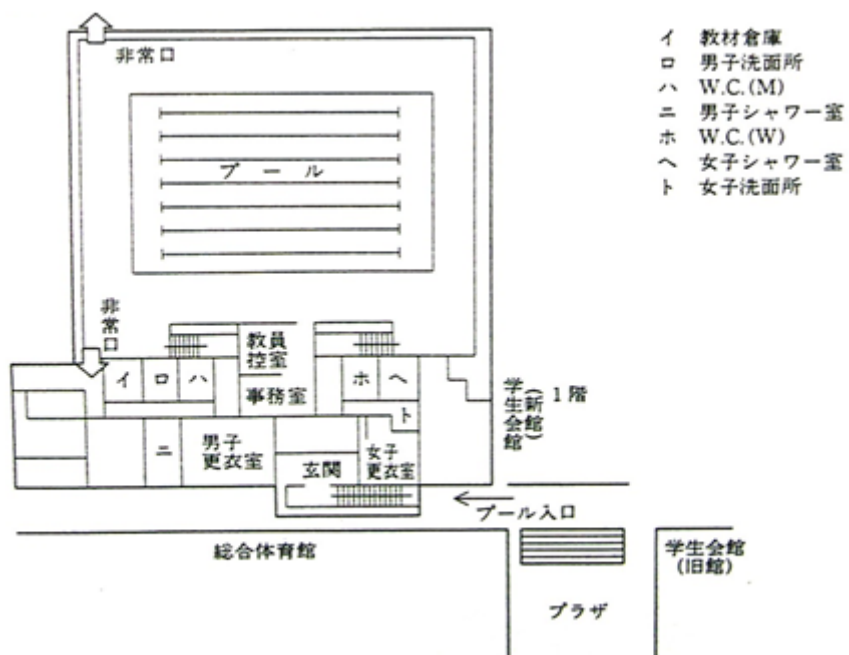 非常口
プール
非常口
教員
控室
イ
ロ
ハ
事務室
ホ
ヘ
ト
ニ
男子
更衣室
玄関
女子
更衣室
学生会館
(新館)
1階
プール入口
総合体育館
学生会館
(旧館)
プラザ
イ 教材倉庫
ロ 男子洗面所
ハ W.C.(M)
ニ 男子シャワー室
ホ W.C.(W)
ヘ 女子シャワー室
ト 女子洗面所